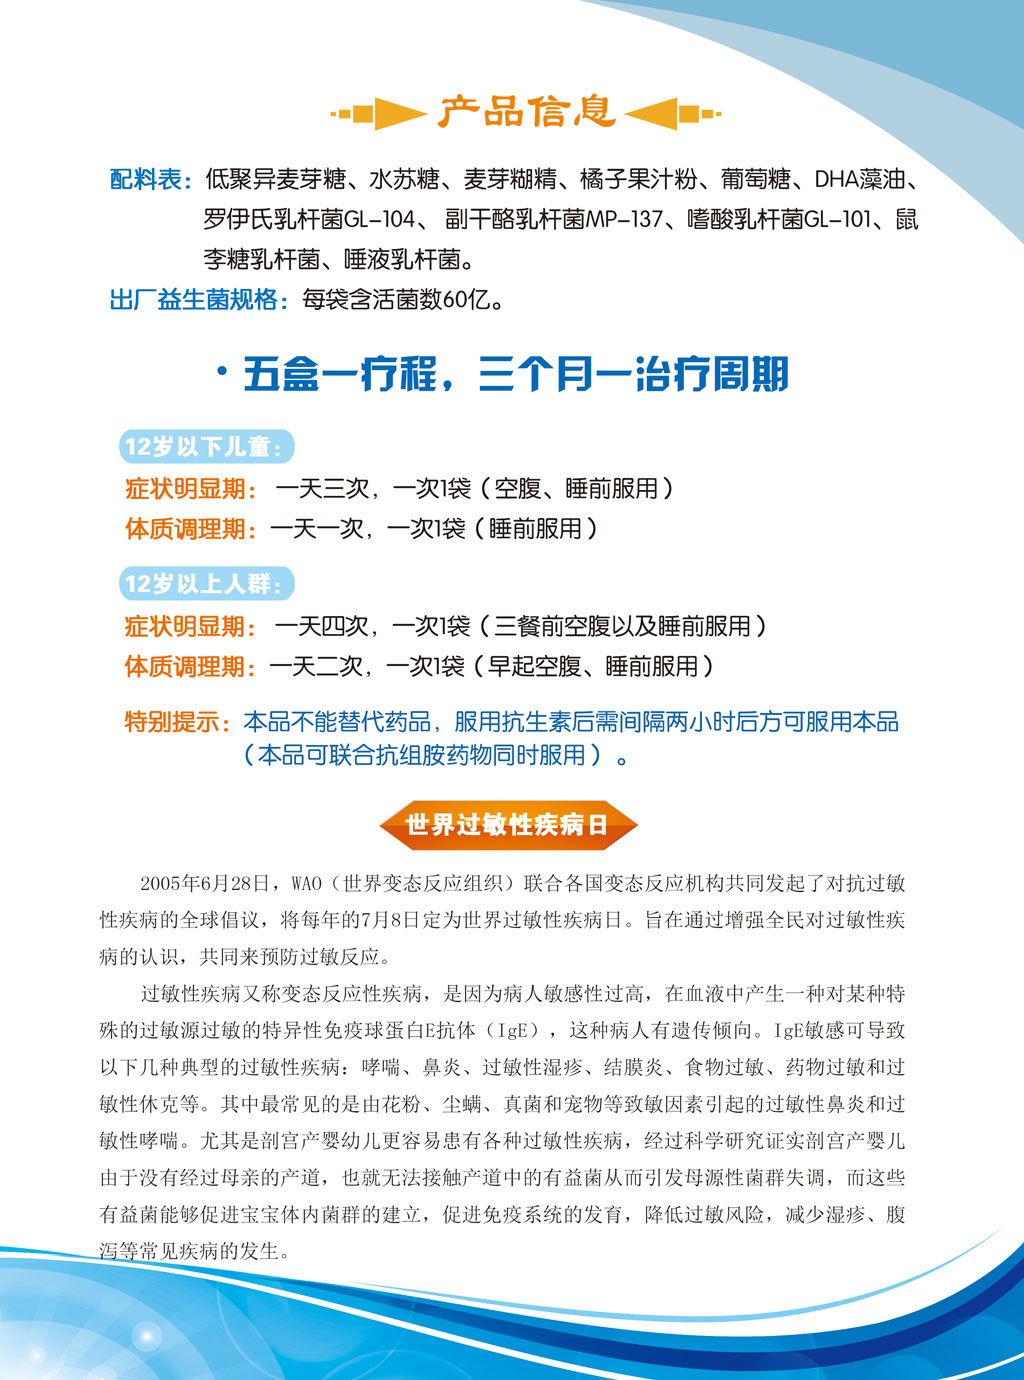 产品信息
配料表：低聚异麦芽糖、水苏糖、麦芽糊精、橘子果汁粉、葡萄糖、DHA藻油、
罗伊氏乳杆菌GL-104、副干酪乳杆菌MP-137、嗜酸乳杆菌GL-101、鼠
李糖乳杆菌、唾液乳杆菌。
出厂益生菌规格：每袋含活菌数60亿。
·五盒一疗程，三个月一治疗周期
12岁以下儿童：
症状明显期：一天三次，一次1袋（空腹、睡前服用）
体质调理期：一天一次，一次1袋（睡前服用）
12岁以上人群：
症状明显期：一天四次，一次1袋（三餐前空腹以及睡前服用）
体质调理期：一天二次，一次1袋（早起空腹、睡前服用）
特别提示：本品不能替代药品，服用抗生素后需间隔两小时后方可服用本品
（本品可联合抗组胺药物同时服用）。
世界过敏性疾病日
2005年6月28日，WAO（世界变态反应组织）联合各国变态反应机构共同发起了对抗过敏
性疾病的全球倡议，将每年的7月8日定为世界过敏性疾病日。旨在通过增强全民对过敏性疾
病的认识，共同来预防过敏反应。
过敏性疾病又称变态反应性疾病，是因为病人敏感性过高，在血液中产生一种对某种特
殊的过敏源过敏的特异性免疫球蛋白E抗体（IgE），这种病人有遗传倾向。IgE敏感可导致
以下几种典型的过敏性疾病：哮喘、鼻炎、过敏性湿疹、结膜炎、食物过敏、药物过敏和过
敏性休克等。其中最常见的是由花粉、尘螨、真菌和宠物等致敏因素引起的过敏性鼻炎和过
敏性哮喘。尤其是剖宫产婴幼儿更容易患有各种过敏性疾病，经过科学研究证实剖宫产婴儿
由于没有经过母亲的产道，也就无法接触产道中的有益菌从而引发母源性菌群失调，而这些
有益菌能够促进宝宝体内菌群的建立，促进免疫系统的发育，降低过敏风险，减少湿疹、腹
泻等常见疾病的发生。